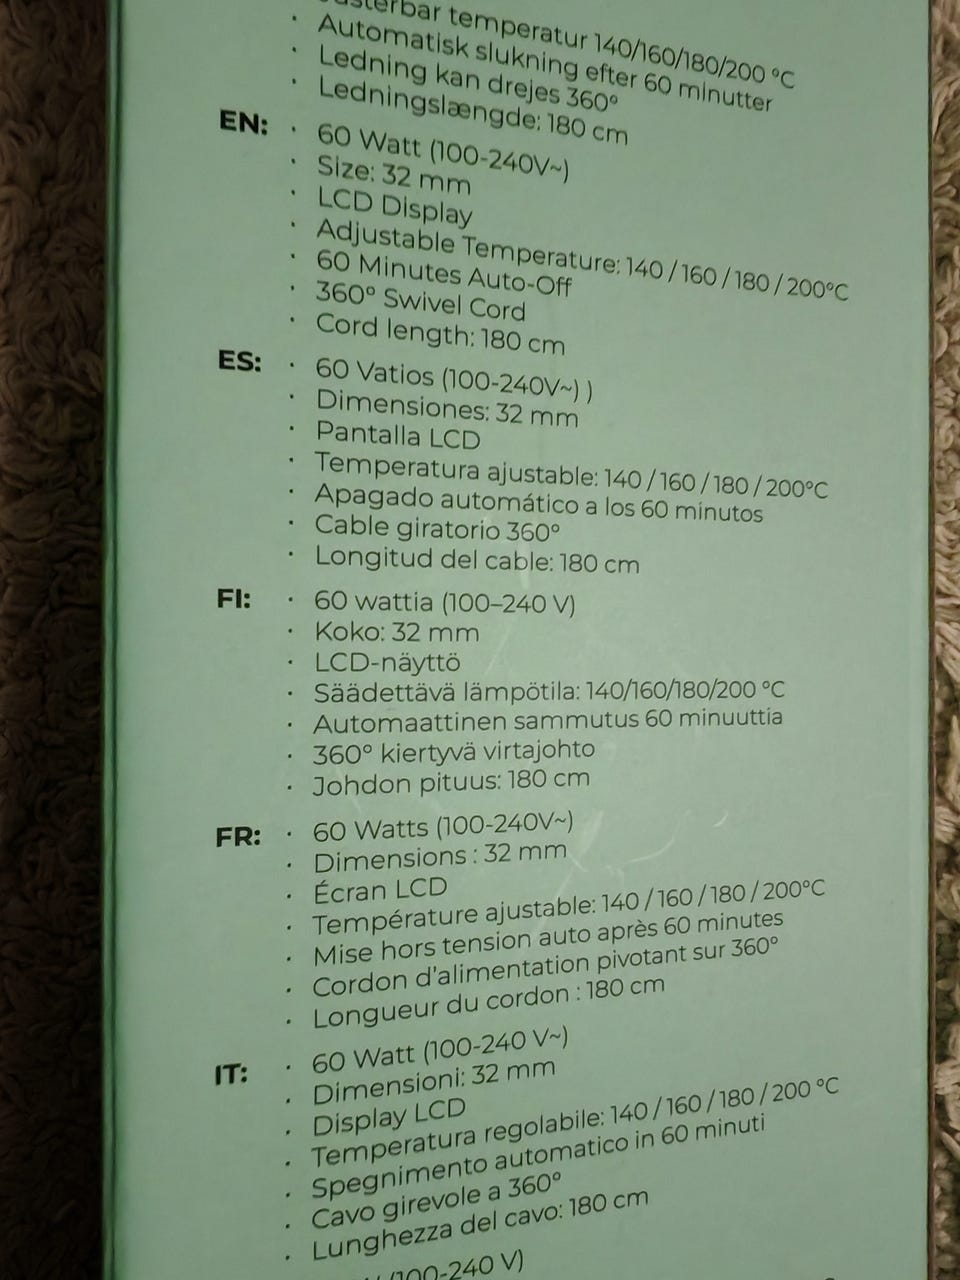 temperatur 140/160/180/200 °C
· Automatisk slukning efter 60 minutter
· Ledning kan drejes 360°
· Ledningslængde: 180 cm
EN: · 60 Watt (100-240V~)
· Size: 32 mm
· LCD Display
· Adjustable Temperature: 140 / 160 / 180 / 200°C
· 60 Minutes Auto-Off
· 360° Swivel Cord
· Cord length: 180 cm
ES: · 60 Vatios (100-240V~) )
· Dimensiones: 32 mm
· Pantalla LCD
· Temperatura ajustable: 140 / 160 / 180 / 200°C
· Apagado automático a los 60 minutos
· Cable giratorio 360°
· Longitud del cable: 180 cm
FI: · 60 wattia (100–240 V)
· Koko: 32 mm
· LCD-näyttö
· Säädettävä lämpötila: 140/160/180/200 °C
· Automaattinen sammutus 60 minuuttia
· 360° kiertyvä virtajohto
· Johdon pituus: 180 cm
FR: · 60 Watts (100-240V~)
· Dimensions : 32 mm
· Écran LCD
· Température ajustable: 140 / 160 / 180 / 200°C
· Mise hors tension auto après 60 minutes
· Cordon d'alimentation pivotant sur 360°
· Longueur du cordon : 180 cm
IT: · 60 Watt (100-240 V~)
· Dimensioni: 32 mm
· Display LCD
· Temperatura regolabile: 140 / 160 / 180 / 200 °C
· Spegnimento automatico in 60 minuti
· Cavo girevole a 360°
· Lunghezza del cavo: 180 cm
(100-240 V)